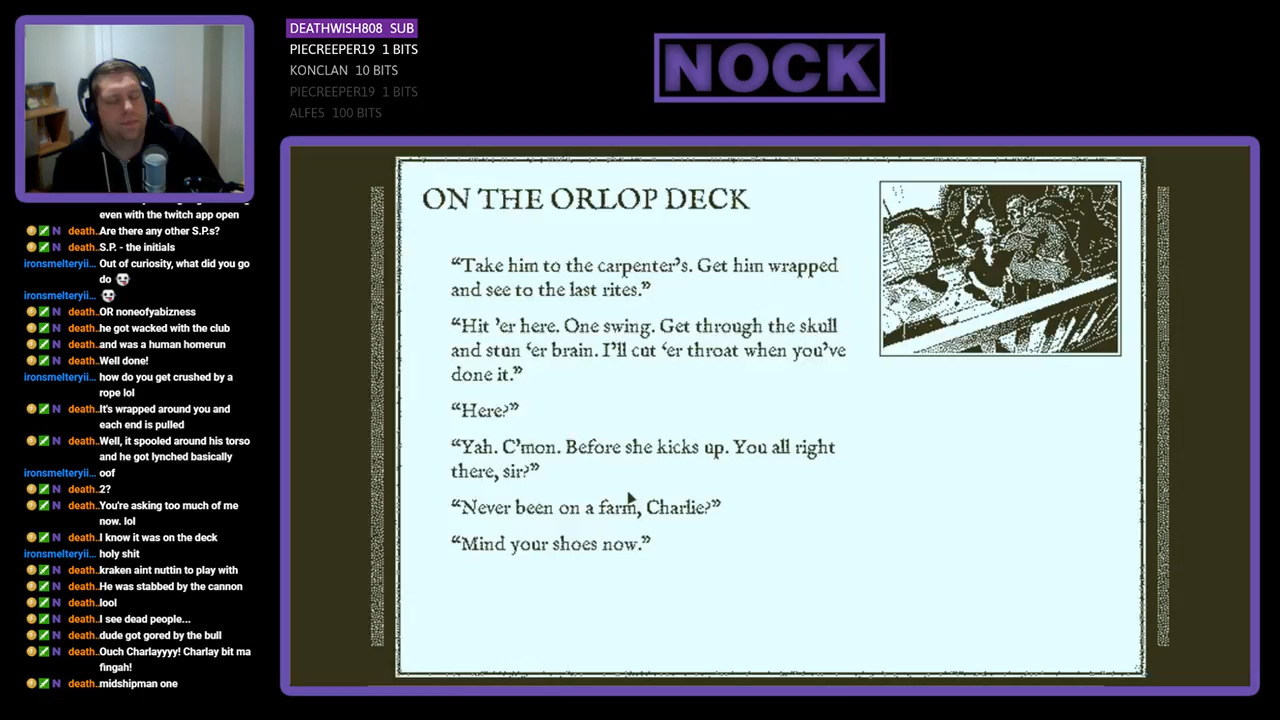 DEATHWISH808 SUB
PIECREEPER19 1 BITS
KONCLAN 10 BITS
PIECREEPER19 1 BITS
ALFE5 100 BITS
NOCK
even with the twitch app open
death.. Are there any other S.P.s?
death.. S.P. - the initials
ironsmelteryii... Out of curiosity, what did you go
do
ironsmelteryii...
death.. OR noneofyabizness
death.. he got wacked with the club
death.. and was a human homerun
death.. Well done!
ironsmelteryii... how do you get crushed by a
rope lol
death.. It's wrapped around you and
each end is pulled
death.. Well, it spooled around his torso
and he got lynched basically
ironsmelteryii... oof
death.. 2?
death.. You're asking too much of me
now. lol
death.. I know it was on the deck
ironsmelteryii... holy shit
death.. kraken aint nuttin to play with
death.. He was stabbed by the cannon
death.. lool
death.. I see dead people...
death.. dude got gored by the bull
death.. Ouch Charlayyyy! Charlay bit ma
fingah!
death.. midshipman one
ON THE ORLOP DECK
“Take him to the carpenter’s. Get him wrapped
and see to the last rites.”
“Hit ’er here. One swing. Get through the skull
and stun ‘er brain. I’ll cut ‘er throat when you’ve
done it.”
“Here?”
“Yah. C’mon. Before she kicks up. You all right
there, sir?”
“Never been on a farm, Charlie?”
“Mind your shoes now.”